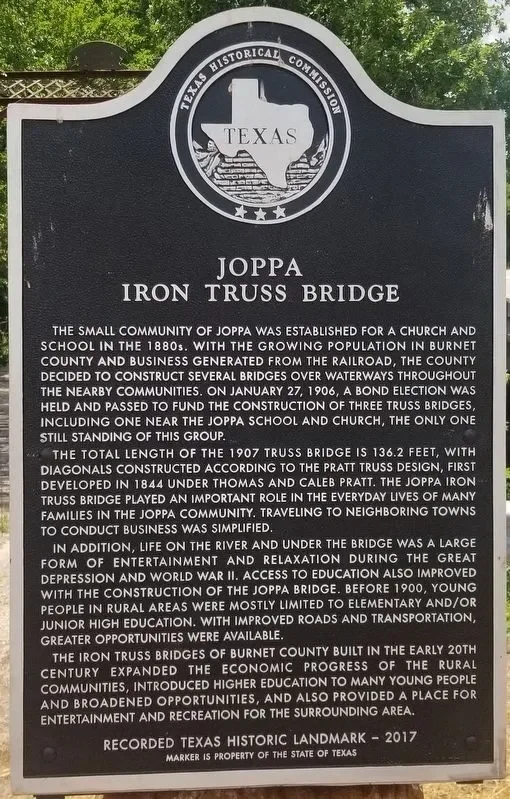 TEXAS HISTORICAL COMMISSION
TEXAS
JOPPA
IRON TRUSS BRIDGE
THE SMALL COMMUNITY OF JOPPA WAS ESTABLISHED FOR A CHURCH AND
SCHOOL IN THE 1880s. WITH THE GROWING POPULATION IN BURNET
COUNTY AND BUSINESS GENERATED FROM THE RAILROAD, THE COUNTY
DECIDED TO CONSTRUCT SEVERAL BRIDGES OVER WATERWAYS THROUGHOUT
THE NEARBY COMMUNITIES. ON JANUARY 27, 1906, A BOND ELECTION WAS
HELD AND PASSED TO FUND THE CONSTRUCTION OF THREE TRUSS BRIDGES,
INCLUDING ONE NEAR THE JOPPA SCHOOL AND CHURCH, THE ONLY ONE
STILL STANDING OF THIS GROUP.
THE TOTAL LENGTH OF THE 1907 TRUSS BRIDGE IS 136.2 FEET, WITH
DIAGONALS CONSTRUCTED ACCORDING TO THE PRATT TRUSS DESIGN, FIRST
DEVELOPED IN 1844 UNDER THOMAS AND CALEB PRATT. THE JOPPA IRON
TRUSS BRIDGE PLAYED AN IMPORTANT ROLE IN THE EVERYDAY LIVES OF MANY
FAMILIES IN THE JOPPA COMMUNITY. TRAVELING TO NEIGHBORING TOWNS
TO CONDUCT BUSINESS WAS SIMPLIFIED.
IN ADDITION, LIFE ON THE RIVER AND UNDER THE BRIDGE WAS A LARGE
FORM OF ENTERTAINMENT AND RELAXATION DURING THE GREAT
DEPRESSION AND WORLD WAR II. ACCESS TO EDUCATION ALSO IMPROVED
WITH THE CONSTRUCTION OF THE JOPPA BRIDGE. BEFORE 1900, YOUNG
PEOPLE IN RURAL AREAS WERE MOSTLY LIMITED TO ELEMENTARY AND/OR
JUNIOR HIGH EDUCATION. WITH IMPROVED ROADS AND TRANSPORTATION,
GREATER OPPORTUNITIES WERE AVAILABLE.
THE IRON TRUSS BRIDGES OF BURNET COUNTY BUILT IN THE EARLY 20TH
CENTURY EXPANDED THE ECONOMIC PROGRESS OF THE RURAL
COMMUNITIES, INTRODUCED HIGHER EDUCATION TO MANY YOUNG PEOPLE
AND BROADENED OPPORTUNITIES, AND ALSO PROVIDED A PLACE FOR
ENTERTAINMENT AND RECREATION FOR THE SURROUNDING AREA.
RECORDED TEXAS HISTORIC LANDMARK – 2017
MARKER IS PROPERTY OF THE STATE OF TEXAS